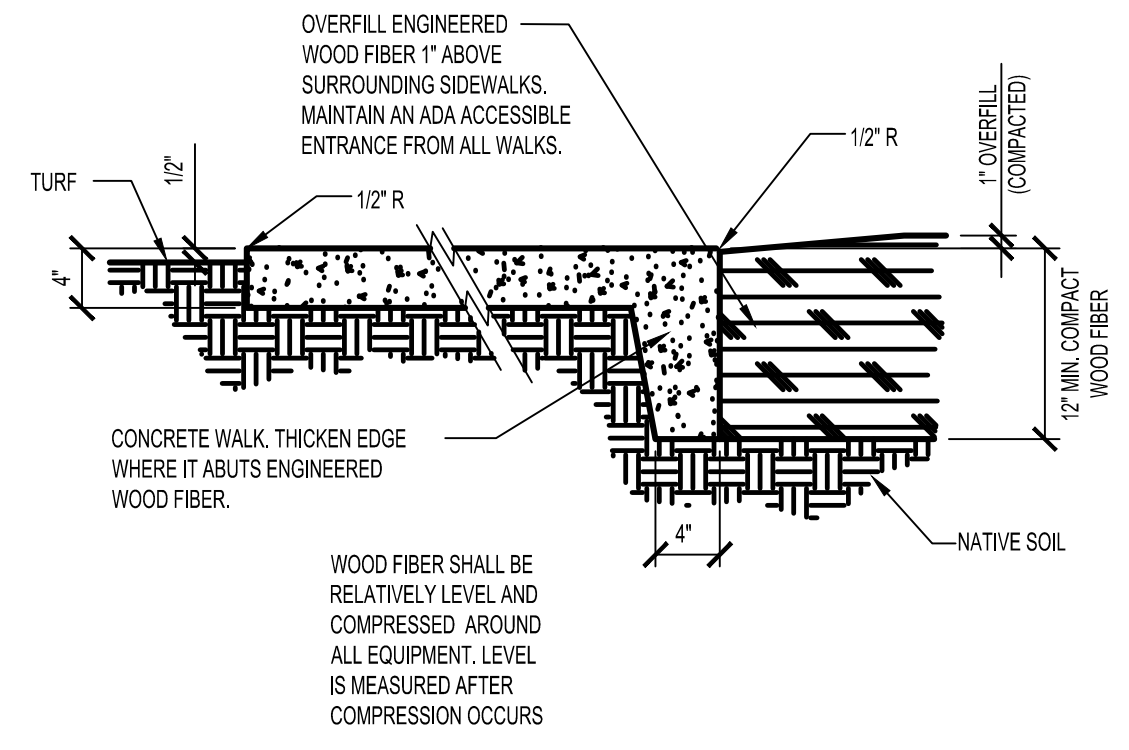 OVERFILL ENGINEERED
WOOD FIBER 1" ABOVE
SURROUNDING SIDEWALKS.
MAINTAIN AN ADA ACCESSIBLE
ENTRANCE FROM ALL WALKS.
1" OVERFILL
(COMPACTED)
1/2" R
TURF
1/2"
1/2" R
4"
12" MIN. COMPACT
WOOD FIBER
CONCRETE WALK. THICKEN EDGE
WHERE IT ABUTS ENGINEERED
WOOD FIBER.
4"
NATIVE SOIL
WOOD FIBER SHALL BE
RELATIVELY LEVEL AND
COMPRESSED AROUND
ALL EQUIPMENT. LEVEL
IS MEASURED AFTER
COMPRESSION OCCURS